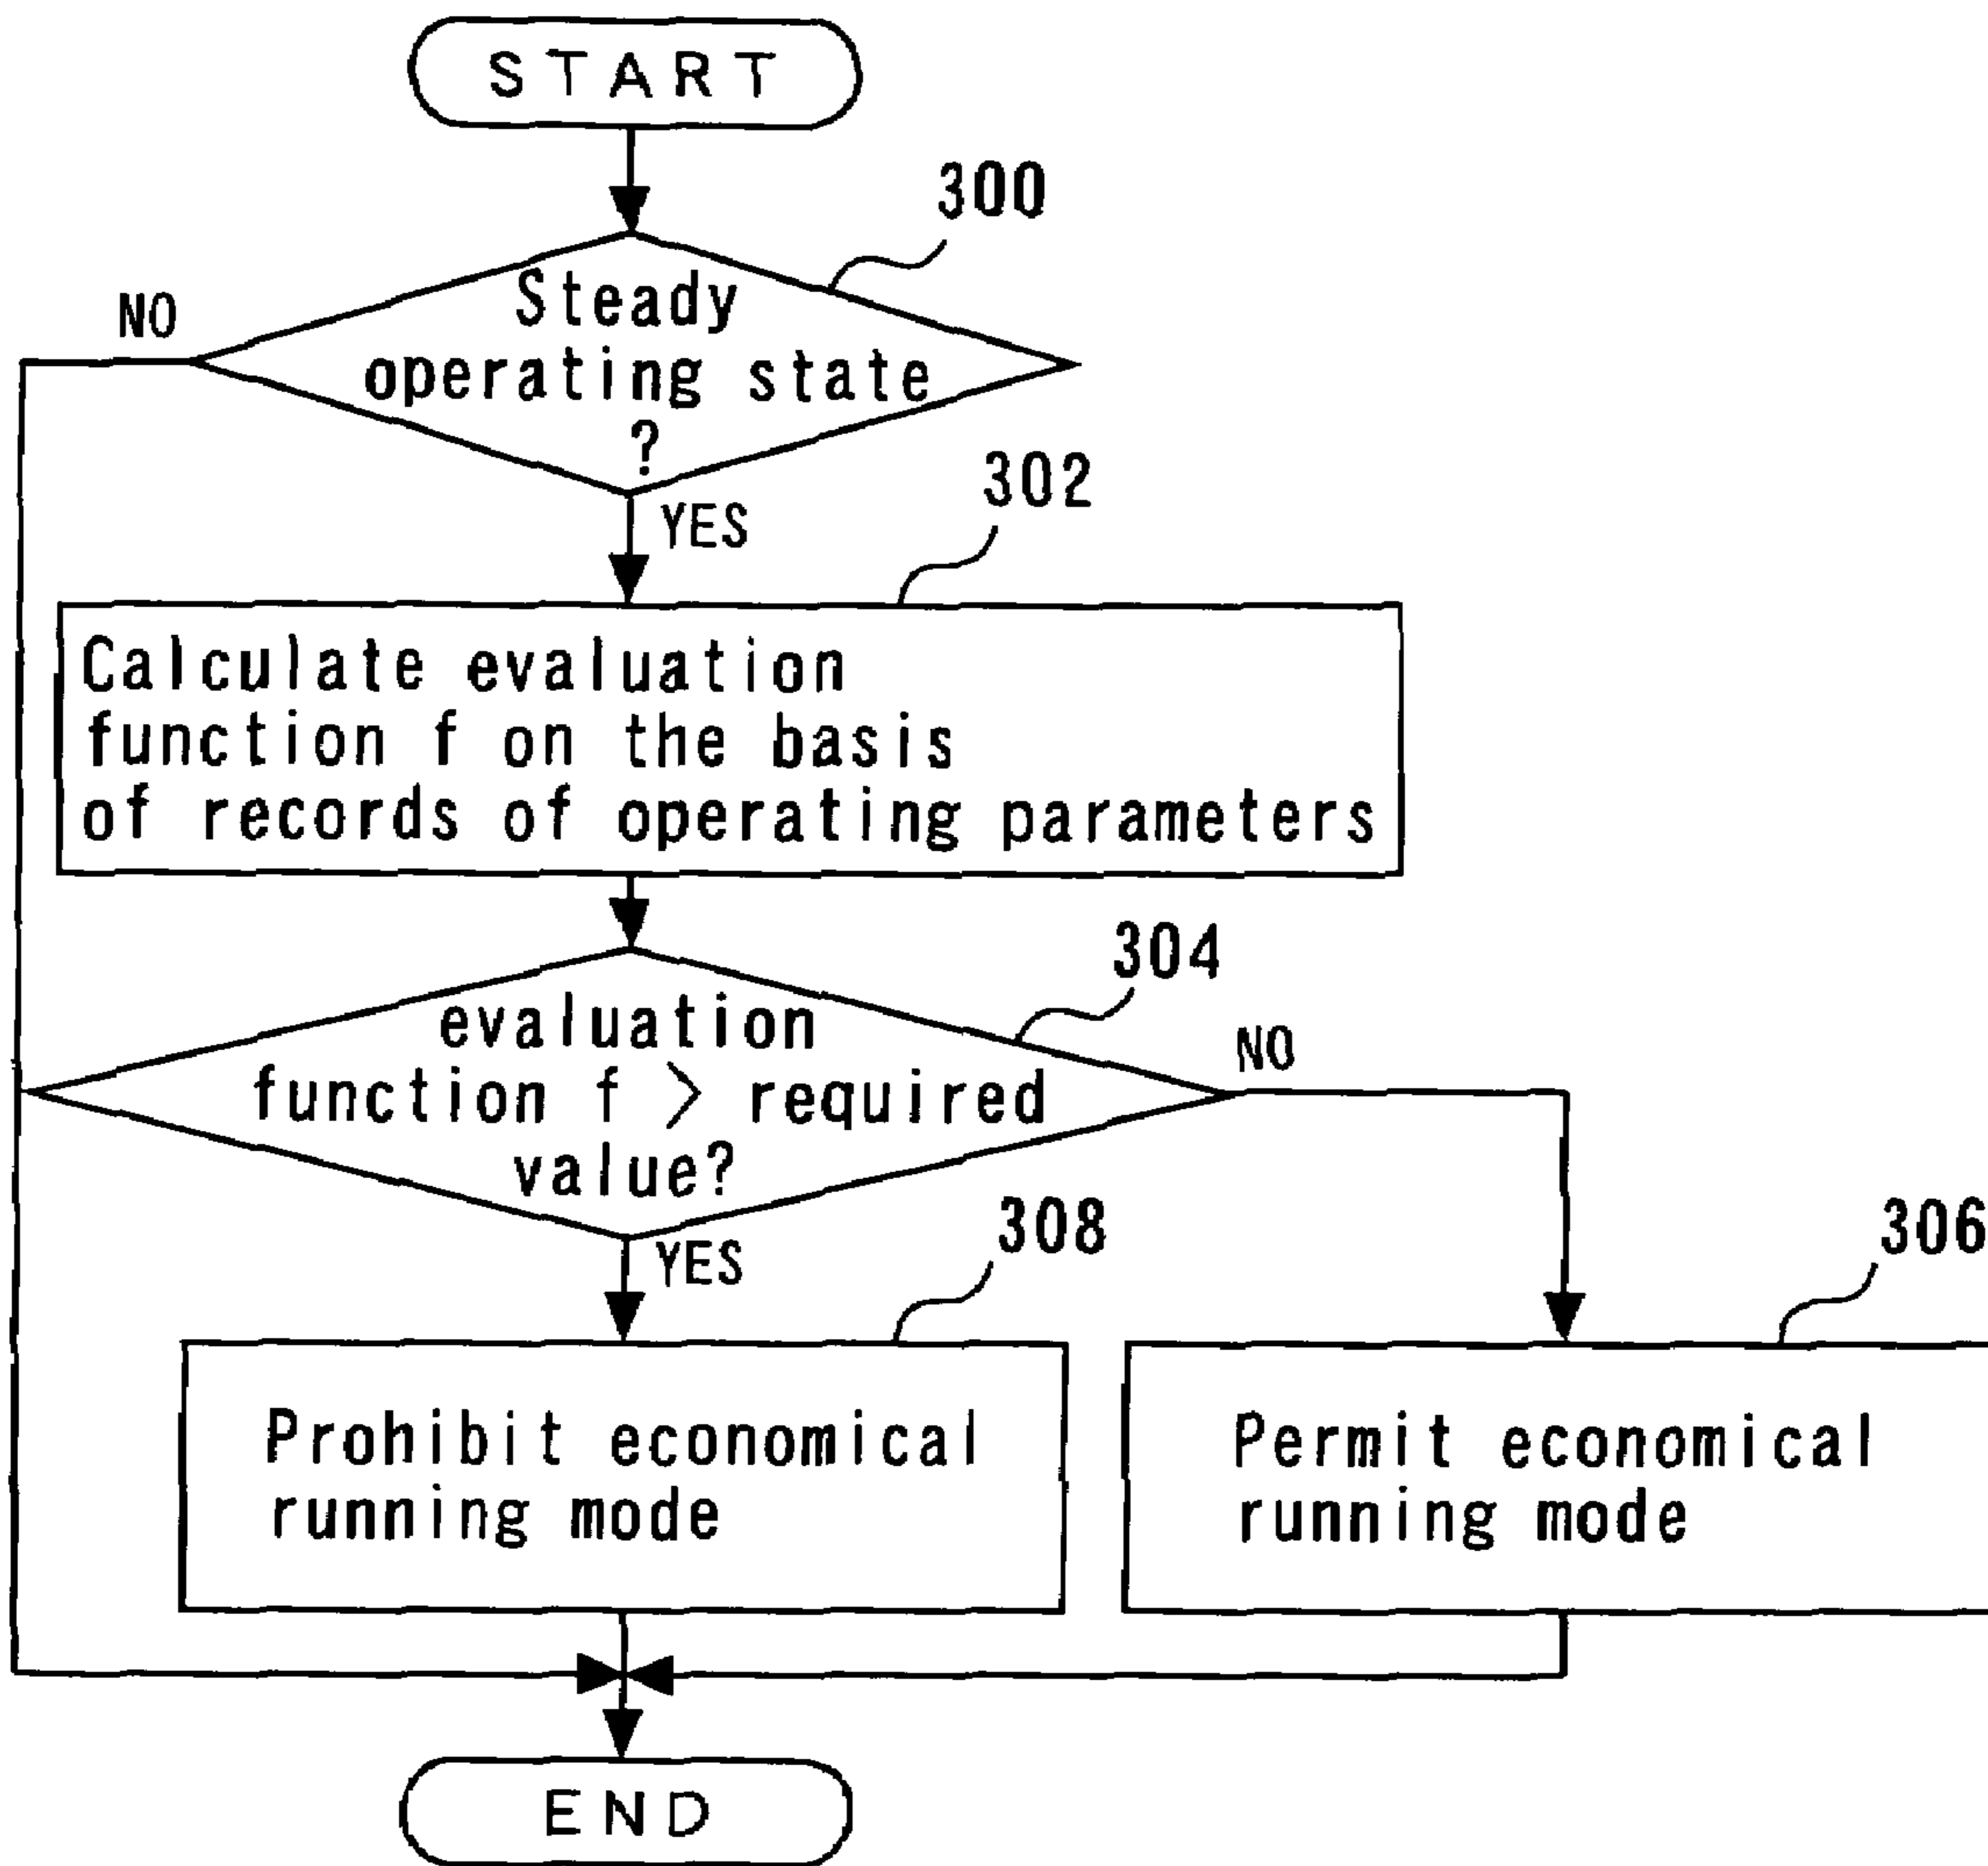 START
300
NO
Steady
operating state
?
302
YES
Calculate evaluation
function f on the basis
of records of operating parameters
304
evaluation
function f > required
value?
NO
308
YES
306
Prohibit economical
running mode
Permit economical
running mode
END